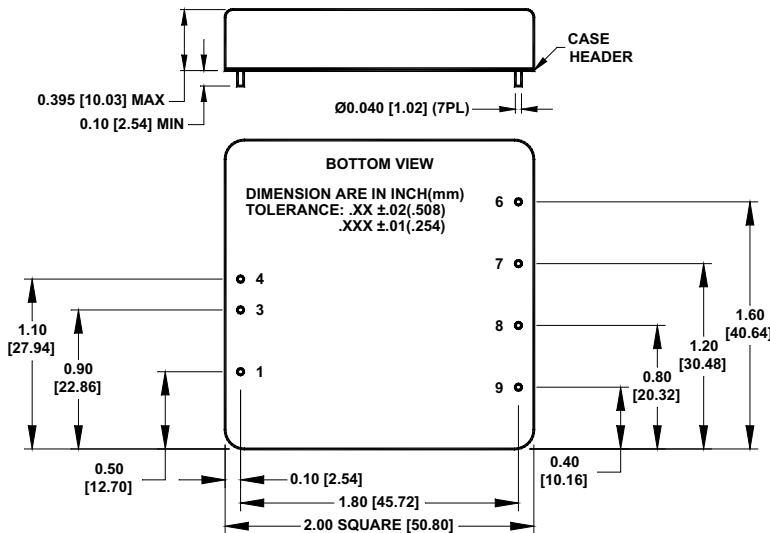 CASE
HEADER
0.395 [10.03] MAX
0.10 [2.54] MIN
Ø0.040 [1.02] (7PL)
BOTTOM VIEW
DIMENSION ARE IN INCH(mm)
TOLERANCE: .XX ±.02(.508)
.XXX ±.01(.254)
6
7
4
3
8
1
9
1.10
[27.94]
0.90
[22.86]
1.60
[40.64]
1.20
[30.48]
0.80
[20.32]
0.50
[12.70]
0.10 [2.54]
0.40
[10.16]
1.80 [45.72]
2.00 SQUARE [50.80]